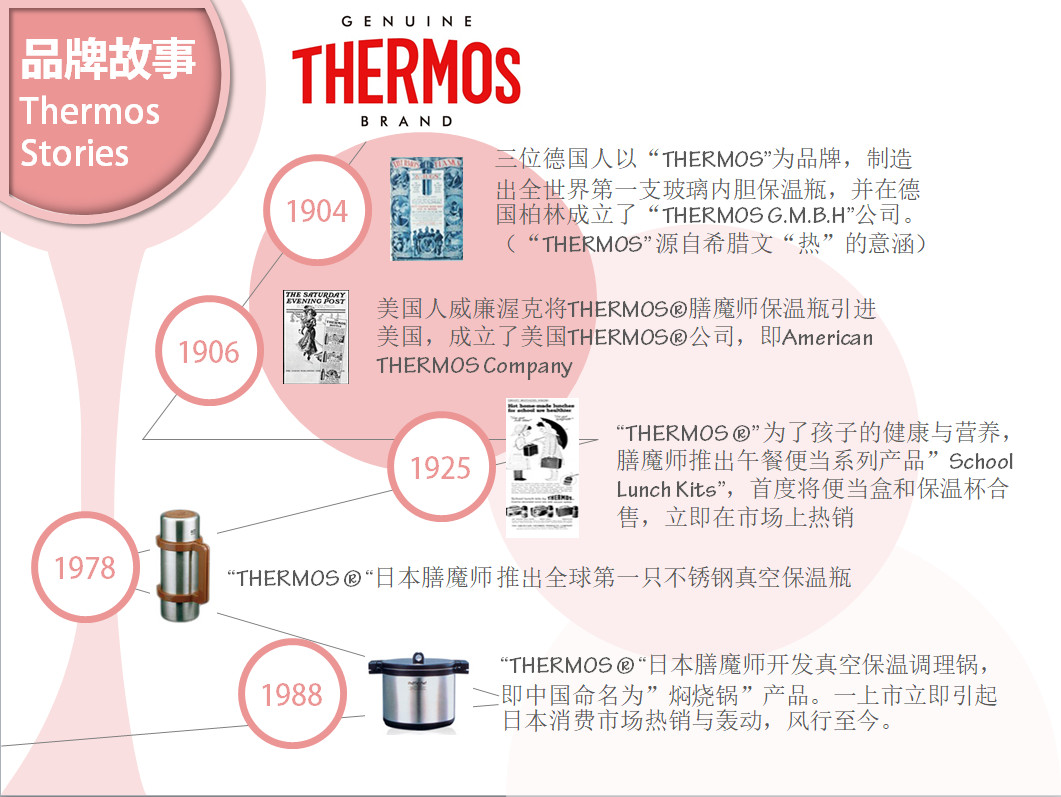 品牌故事
Thermos
Stories
GENUINE
THERMOS
BRAND
1904
三位德国人以“THERMOS”为品牌，制造
出全世界第一支玻璃内胆保温瓶，并在德
国柏林成立了“THERMOS G.M.B.H”公司。
（“THERMOS”源自希腊文“热”的意涵）
1906
THE SATURDAY
EVENING POST
美国人威廉渥克将THERMOS®膳魔师保温瓶引进
美国，成立了美国THERMOS®公司，即American
THERMOS Company
1925
Hot home-made lunches
for school are healthier
THERMOS
“THERMOS ®” 为了孩子的健康与营养，
膳魔师推出午餐便当系列产品”School
Lunch Kits”，首度将便当盒和保温杯合
售，立即在市场上热销
1978
“THERMOS ® “日本膳魔师 推出全球第一只不锈钢真空保温瓶
1988
“THERMOS ® “日本膳魔师开发真空保温调理锅，
即中国命名为”焖烧锅”产品。一上市立即引起
日本消费市场热销与轰动，风行至今。